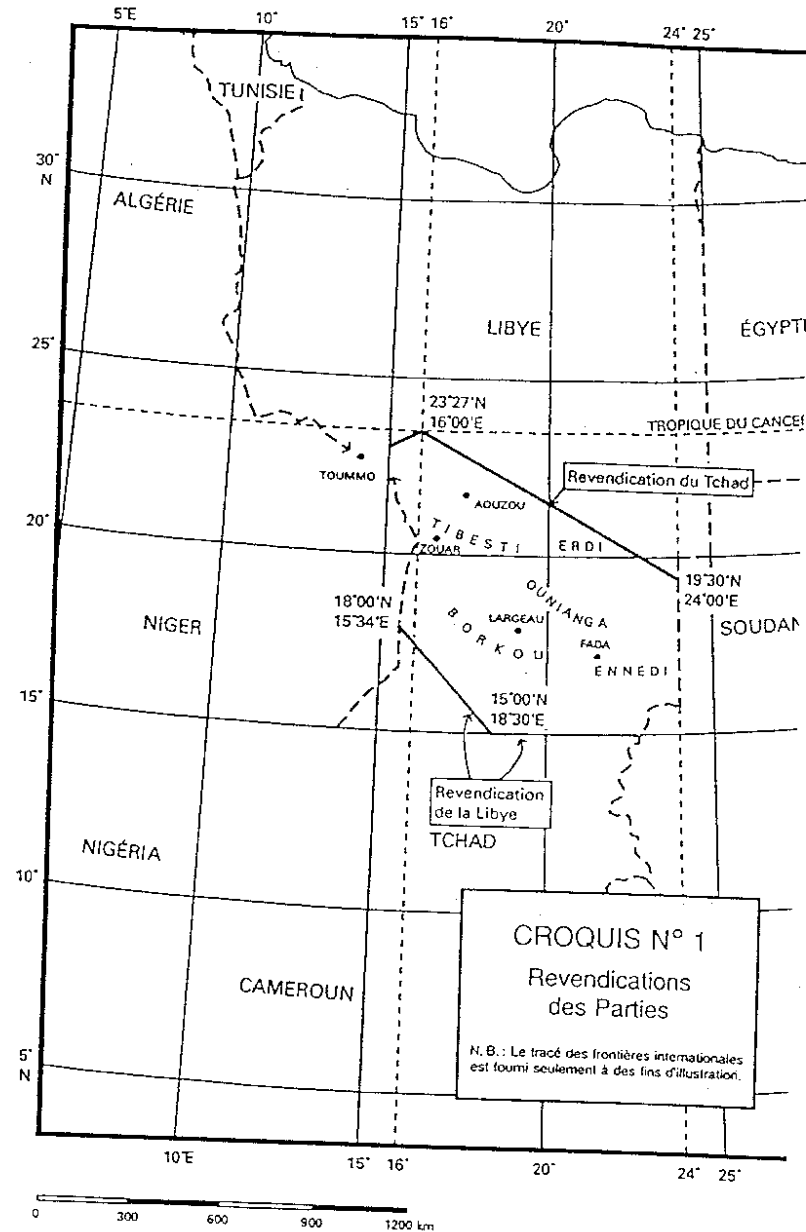 5°E
10°
15°
16°
20°
24°
25°
TUNISIE
30°
N
ALGÉRIE
LIBYE
ÉGYPTE
25°
23°27'N
16°00'E
TROPIQUE DU CANCER
TOUMMO
Revendication du Tchad
AOUZOU
20°
TIBESTI
ERDI
ZOUAR
19°30'N
24°00'E
18°00'N
15°34'E
OUNIANGA
NIGER
LARGEAU
BORKOU
FADA
SOUDAN
ENNEDI
15°
15°00'N
18°30'E
Revendication
de la Libye
TCHAD
NIGÉRIA
10°
CROQUIS N° 1
Revendications
des Parties
CAMEROUN
N.B.: Le tracé des frontières internationales
est fourni seulement à des fins d'illustration.
5°
N
10°E
15°
16°
20°
24°
25°
0
300
600
900
1200 km